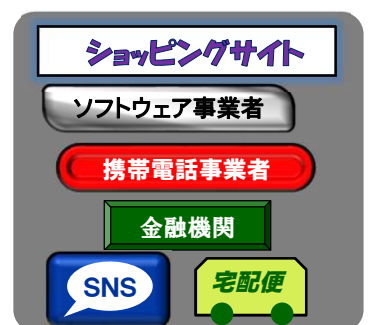 ショッピングサイト
ソフトウェア事業者
携帯電話事業者
金融機関
SNS
宅配便